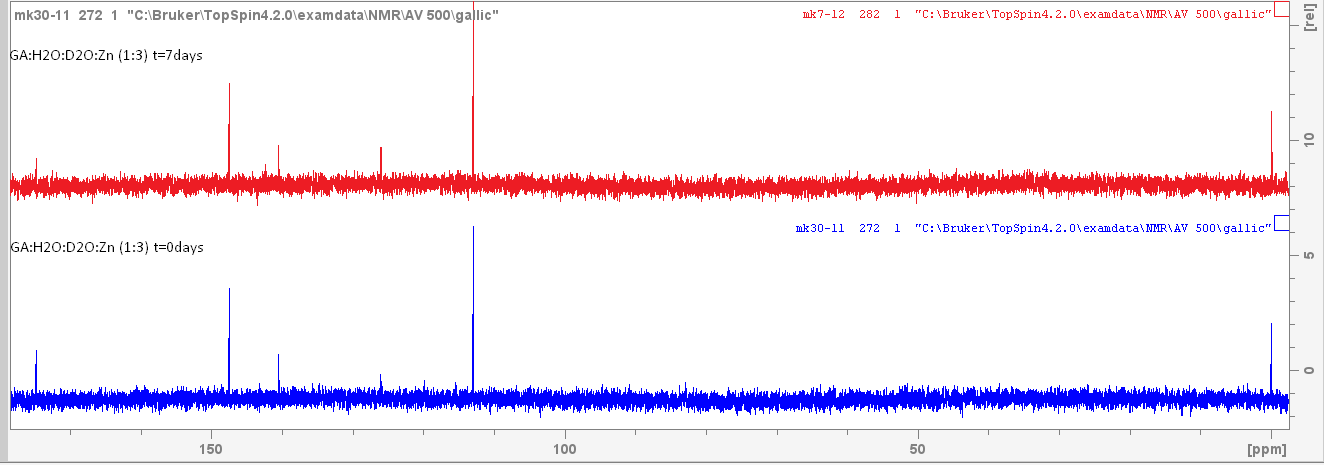 mk30-11 272 1 "C:\Bruker\TopSpin4.2.0\examdata\NMR\AV 500\gallic"
mk7-12 282 1 "C:\Bruker\TopSpin4.2.0\examdata\NMR\AV 500\gallic"
[rel]
GA:H2O:D2O:Zn (1:3) t=7days
10
mk30-11 272 1 "C:\Bruker\TopSpin4.2.0\examdata\NMR\AV 500\gallic"
GA:H2O:D2O:Zn (1:3) t=0days
5
0
150
100
50
[ppm]